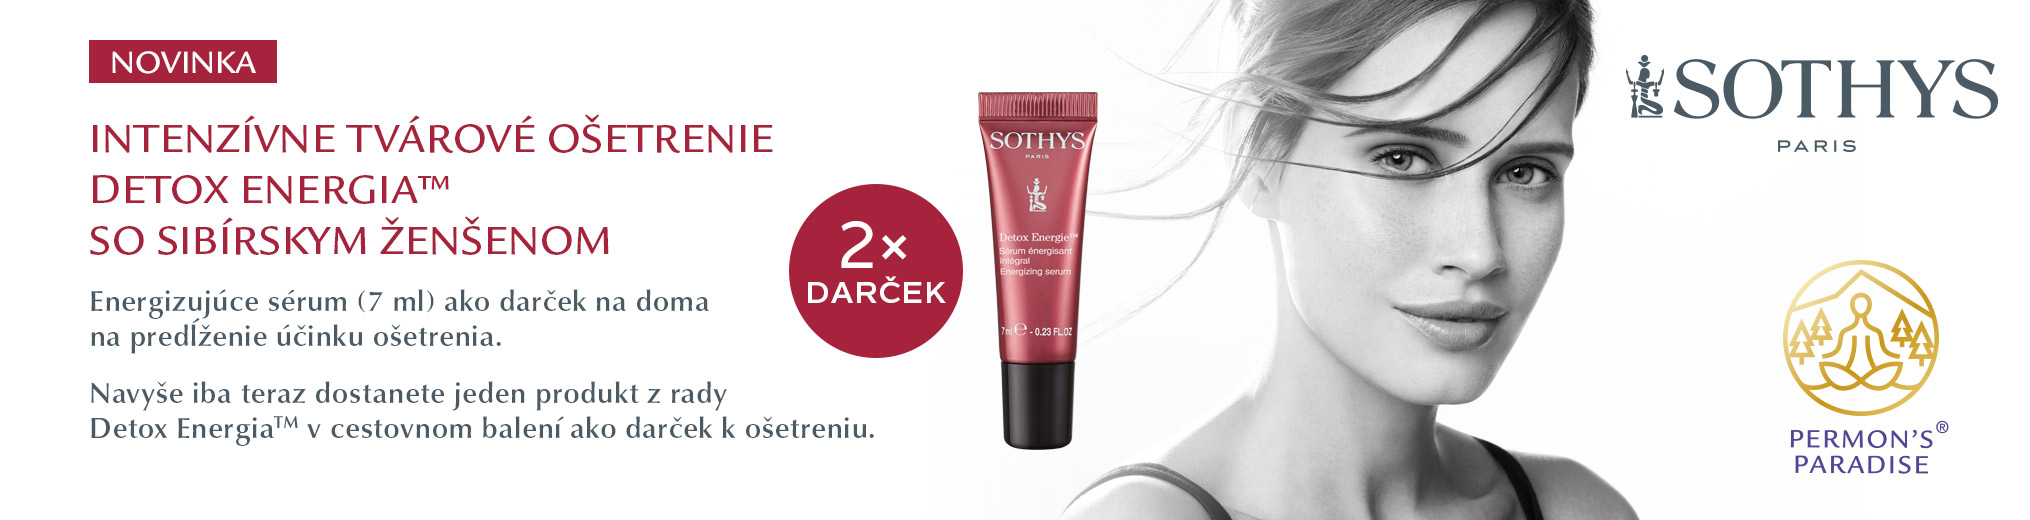 NOVINKA
INTENZÍVNE TVÁROVÉ OŠETRENIE
DETOX ENERGIA™
SO SIBÍRSKYM ŽENŠENOM
Energizujúce sérum (7 ml) ako darček na doma
na predĺženie účinku ošetrenia.
Navyše iba teraz dostanete jeden produkt z rady
Detox Energia™ v cestovnom balení ako darček k ošetreniu.
2×
DARČEK
SOTHYS
PARIS
Detox Energie™
Sérum énergisant
intégral
Energizing serum
7 ml ℮ - 0.23 FL.OZ
SOTHYS
PARIS
PERMON'S®
PARADISE